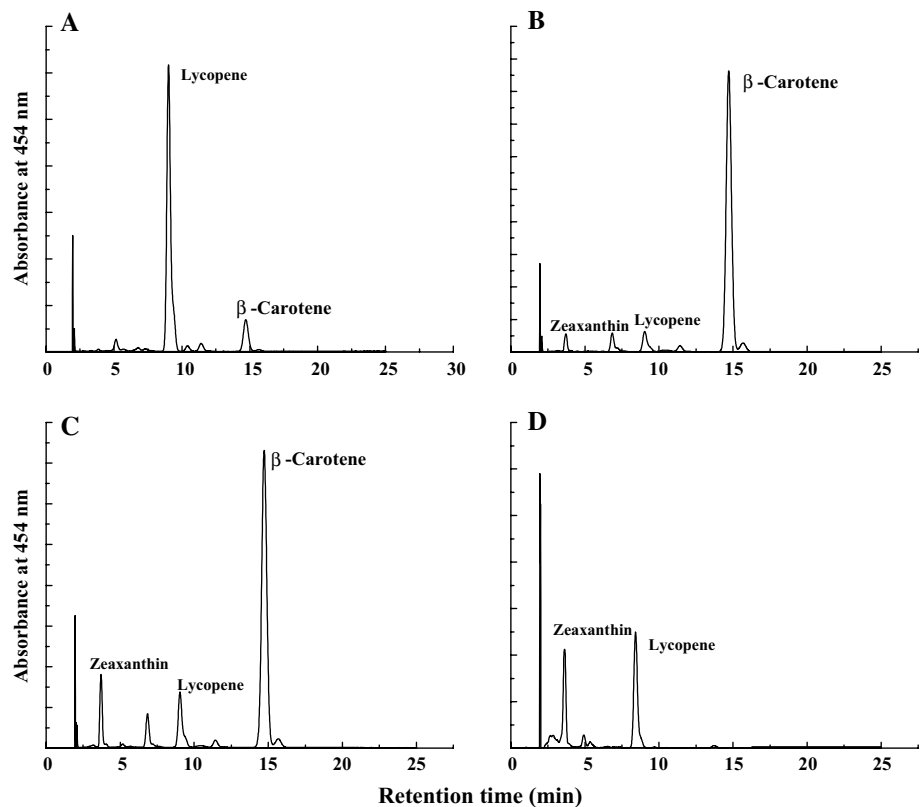 A
Lycopene
β -Carotene
Absorbance at 454 nm
0 5 10 15 20 25 30
B
β -Carotene
Zeaxanthin
Lycopene
0 5 10 15 20 25
C
β -Carotene
Zeaxanthin
Lycopene
Absorbance at 454 nm
0 5 10 15 20 25
D
Zeaxanthin
Lycopene
0 5 10 15 20 25
Retention time (min)